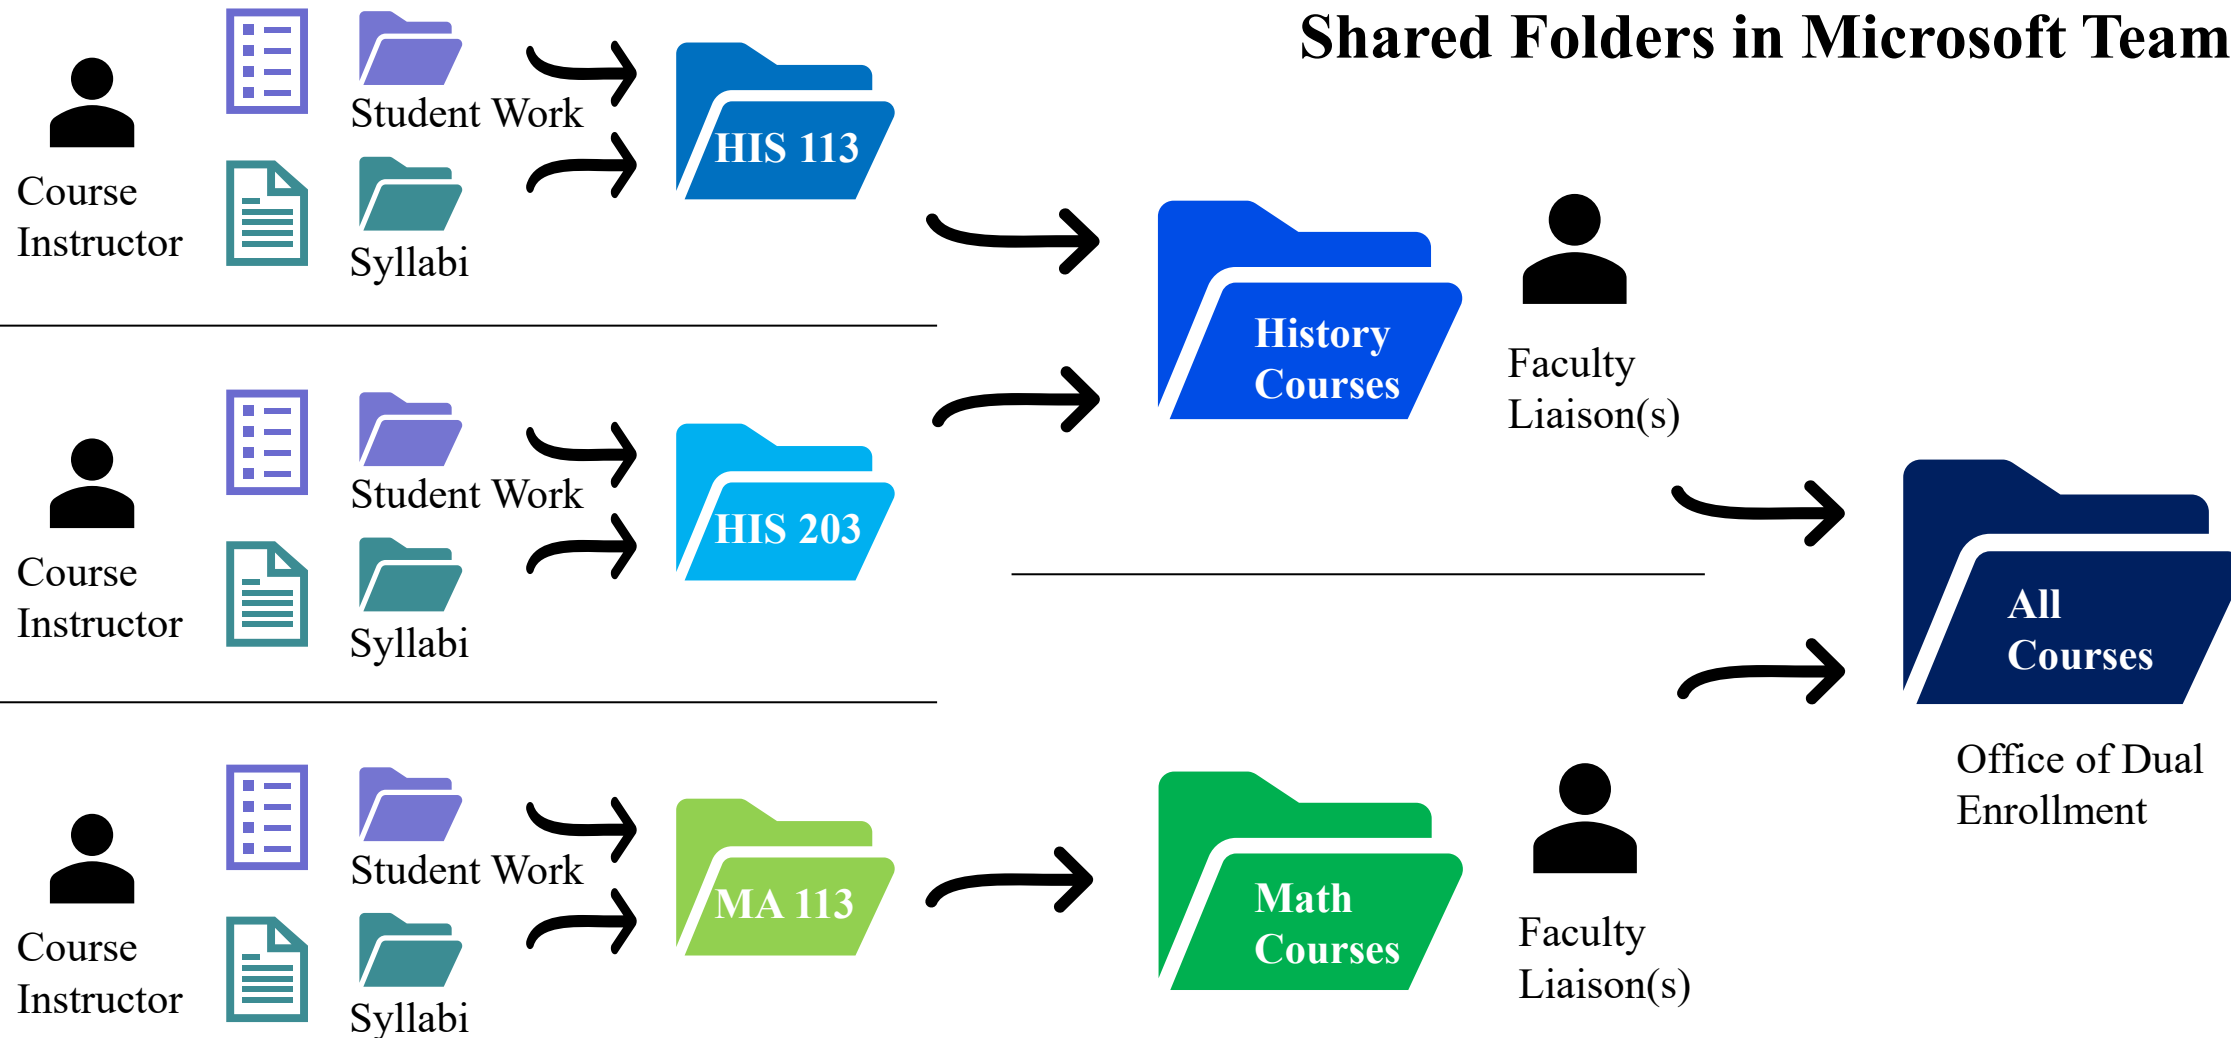 Shared Folders in Microsoft Team
Student Work
HIS 113
Course
Instructor
Syllabi
History
Courses
Faculty
Liaison(s)
Student Work
HIS 203
Course
Instructor
Syllabi
All
Courses
Office of Dual
Enrollment
Student Work
MA 113
Course
Instructor
Syllabi
Math
Courses
Faculty
Liaison(s)